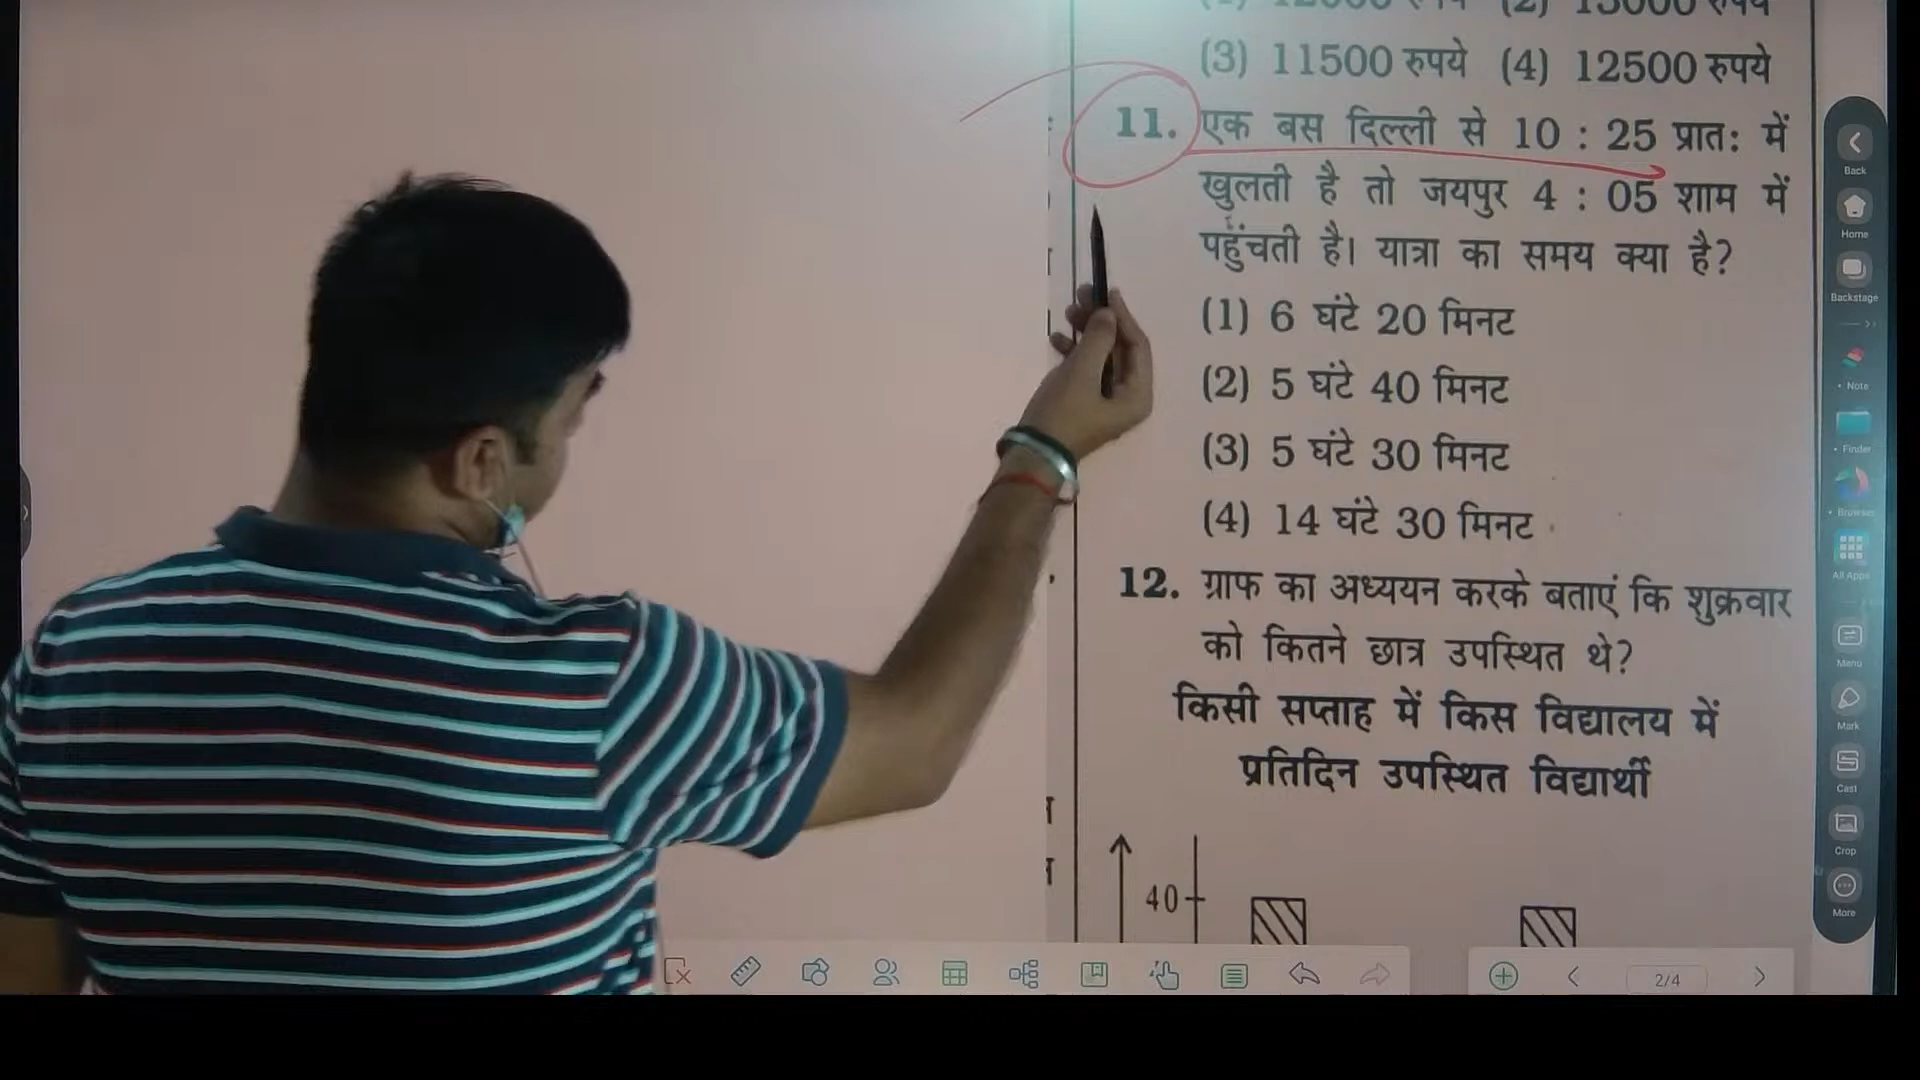 (3) 11500 रुपये (4) 12500 रुपये
11. एक बस दिल्ली से 10 : 25 प्रात: में
खुलती है तो जयपुर 4 : 05 शाम में
पहुंचती है। यात्रा का समय क्या है?
(1) 6 घंटे 20 मिनट
(2) 5 घंटे 40 मिनट
(3) 5 घंटे 30 मिनट
(4) 14 घंटे 30 मिनट
12. ग्राफ का अध्ययन करके बताएं कि शुक्रवार
को कितने छात्र उपस्थित थे?
किसी सप्ताह में किस विद्यालय में
प्रतिदिन उपस्थित विद्यार्थी
40
Back
Home
Backstage
Note
Finder
Browser
All Apps
Menu
Mark
Cast
Crop
More
2/4